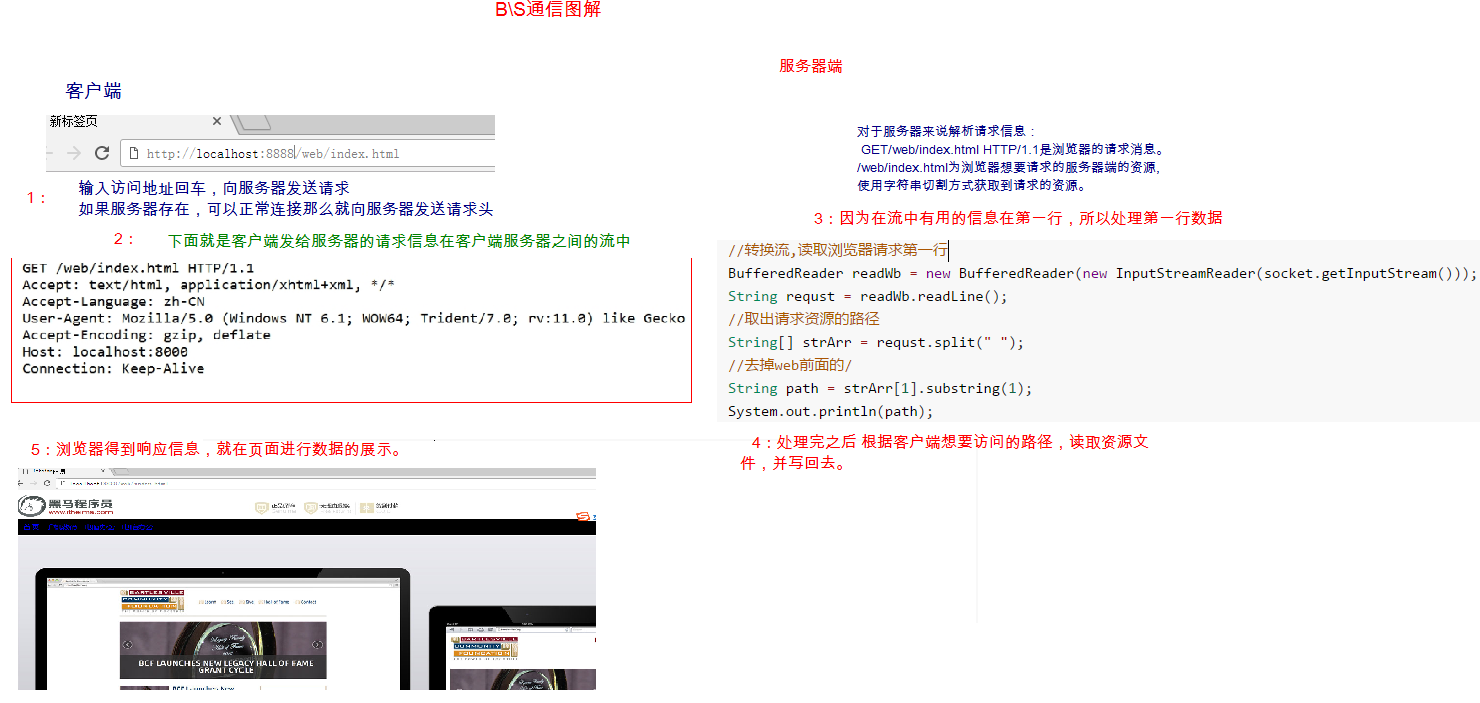 B\S通信图解
客户端
新标签页
http://localhost:8888/web/index.html
1：
输入访问地址回车，向服务器发送请求
如果服务器存在，可以正常连接那么就向服务器发送请求头
2：
下面就是客户端发给服务器的请求信息在客户端服务器之间的流中
GET /web/index.html HTTP/1.1
Accept: text/html, application/xhtml+xml, */*
Accept-Language: zh-CN
User-Agent: Mozilla/5.0 (Windows NT 6.1; WOW64; Trident/7.0; rv:11.0) like Gecko
Accept-Encoding: gzip, deflate
Host: localhost:8000
Connection: Keep-Alive
服务器端
对于服务器来说解析请求信息：
GET/web/index.html HTTP/1.1是浏览器的请求消息。
/web/index.html为浏览器想要请求的服务器端的资源,
使用字符串切割方式获取到请求的资源。
3：因为在流中有用的信息在第一行，所以处理第一行数据
//转换流,读取浏览器请求第一行
BufferedReader readWb = new BufferedReader(new InputStreamReader(socket.getInputStream()));
String requst = readWb.readLine();
//取出请求资源的路径
String[] strArr = requst.split(" ");
//去掉web前面的/
String path = strArr[1].substring(1);
System.out.println(path);
4：处理完之后 根据客户端想要访问的路径，读取资源文
件，并写回去。
5：浏览器得到响应信息，就在页面进行数据的展示。
黑马程序员
www.itheima.com
BARTLESVILLE
COMMUNITY
FOUNDATION
Contact
Legacy Family
Hall of Fame
BCF LAUNCHES NEW LEGACY HALL OF FAME
GRANT CYCLE
BCF Launches New
BARTLESVILLE
COMMUNITY
FOUNDATION